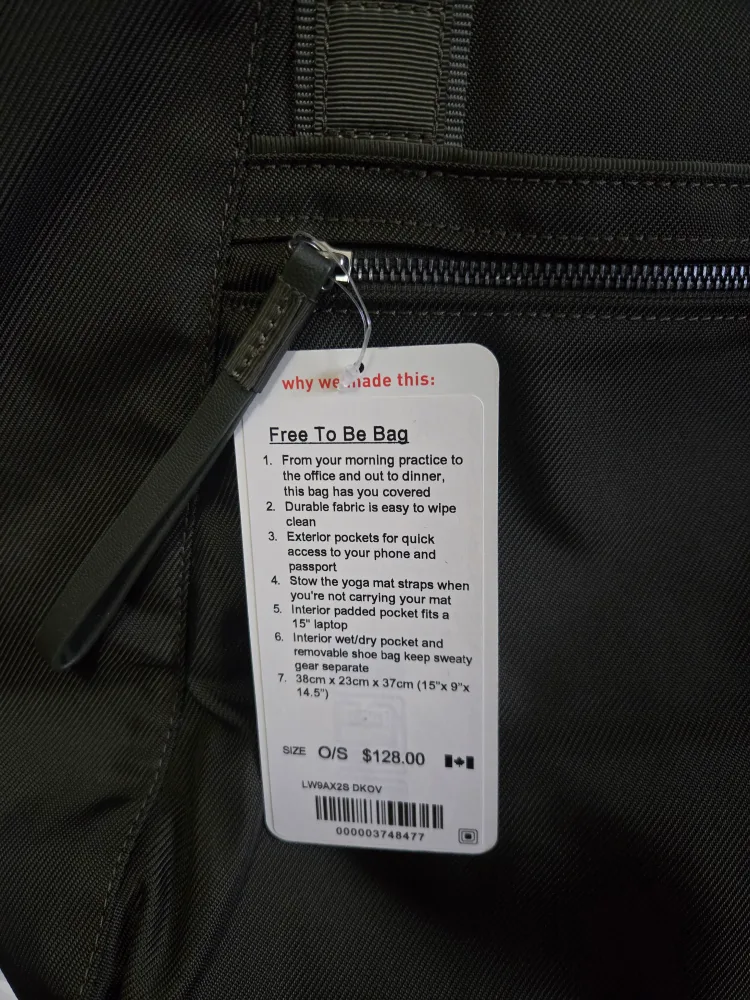 why we made this:
Free To Be Bag
1. From your morning practice to
the office and out to dinner,
this bag has you covered
2. Durable fabric is easy to wipe
clean
3. Exterior pockets for quick
access to your phone and
passport
4. Stow the yoga mat straps when
you're not carrying your mat
5. Interior padded pocket fits a
15" laptop
6. Interior wet/dry pocket and
removable shoe bag keep sweaty
gear separate
7. 38cm x 23cm x 37cm (15"x 9"x
14.5")
SIZE O/S $128.00
LW9AX2S DKOV
000003748477